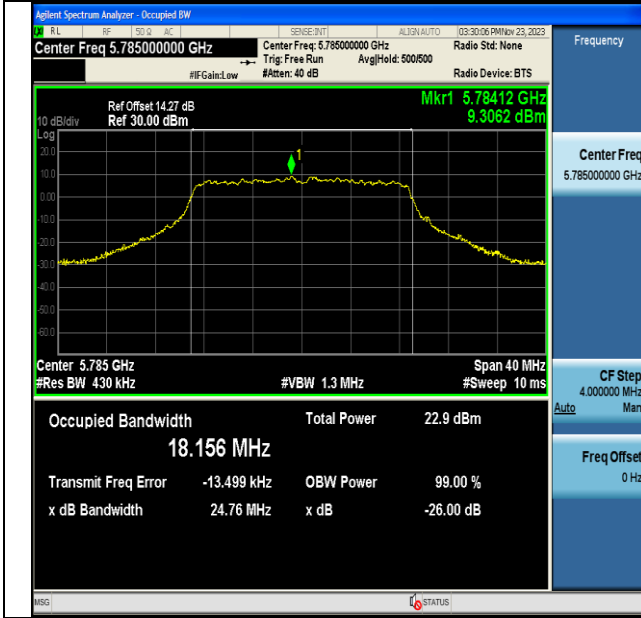 Agilent Spectrum Analyzer - Occupied BW
RL RF 50 Ω AC SENSE:INT ALIGN AUTO 03:30:06 PM Nov 23, 2023
Center Freq 5.785000000 GHz Center Freq: 5.785000000 GHz Radio Std: None Frequency
Trig: Free Run Avg|Hold: 500/500
#IFGain:Low #Atten: 40 dB Radio Device: BTS
Ref Offset 14.27 dB Mkr1 5.78412 GHz
10 dB/div Ref 30.00 dBm 9.3062 dBm
Log
20.0
1
Center Freq
10.0
5.785000000 GHz
0.00
-10.0
-20.0
-30.0
-40.0
-50.0
-60.0
Center 5.785 GHz Span 40 MHz
#Res BW 430 kHz #VBW 1.3 MHz #Sweep 10 ms
CF Step
4.000000 MHz
Auto Man
Occupied Bandwidth Total Power 22.9 dBm
18.156 MHz
Freq Offset
0 Hz
Transmit Freq Error -13.499 kHz OBW Power 99.00 %
x dB Bandwidth 24.76 MHz x dB -26.00 dB
MSG STATUS